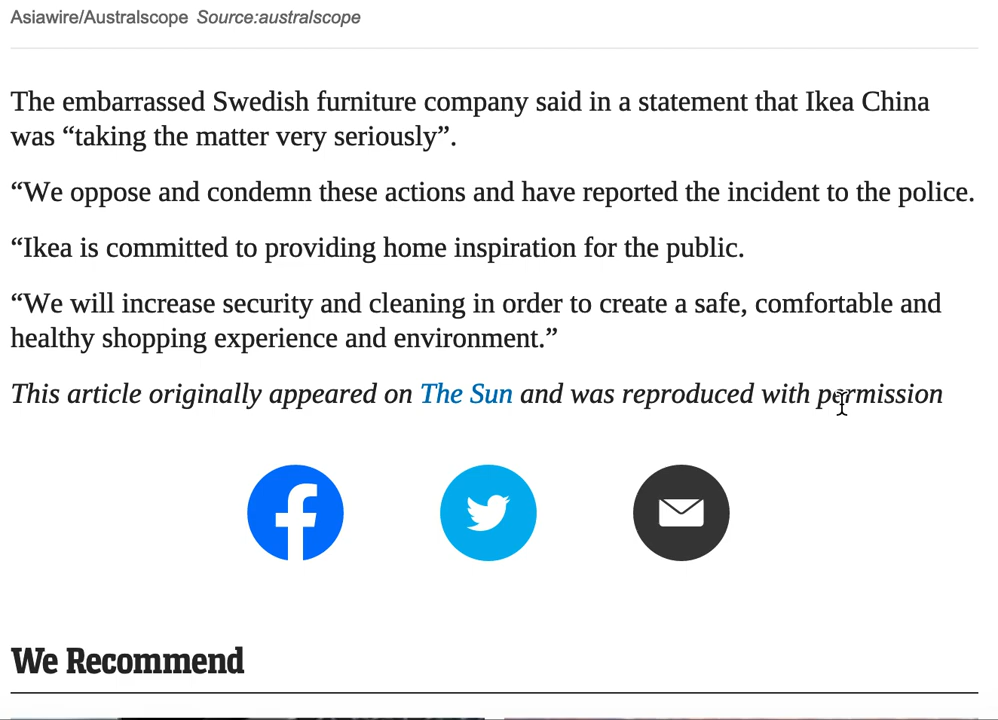 Asiawire/Australscope Source:australscope
The embarrassed Swedish furniture company said in a statement that Ikea China
was “taking the matter very seriously”.
“We oppose and condemn these actions and have reported the incident to the police.
“Ikea is committed to providing home inspiration for the public.
“We will increase security and cleaning in order to create a safe, comfortable and
healthy shopping experience and environment.”
This article originally appeared on The Sun and was reproduced with permission
We Recommend